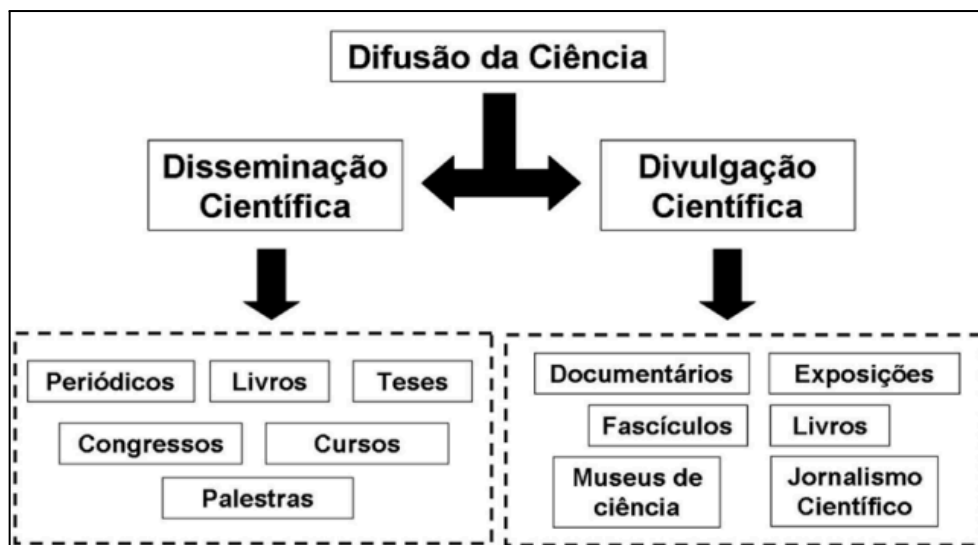 Difusão da Ciência
Disseminação
Científica
Divulgação
Científica
Periódicos
Livros
Teses
Congressos
Cursos
Palestras
Documentários
Exposições
Fascículos
Livros
Museus de
ciência
Jornalismo
Científico